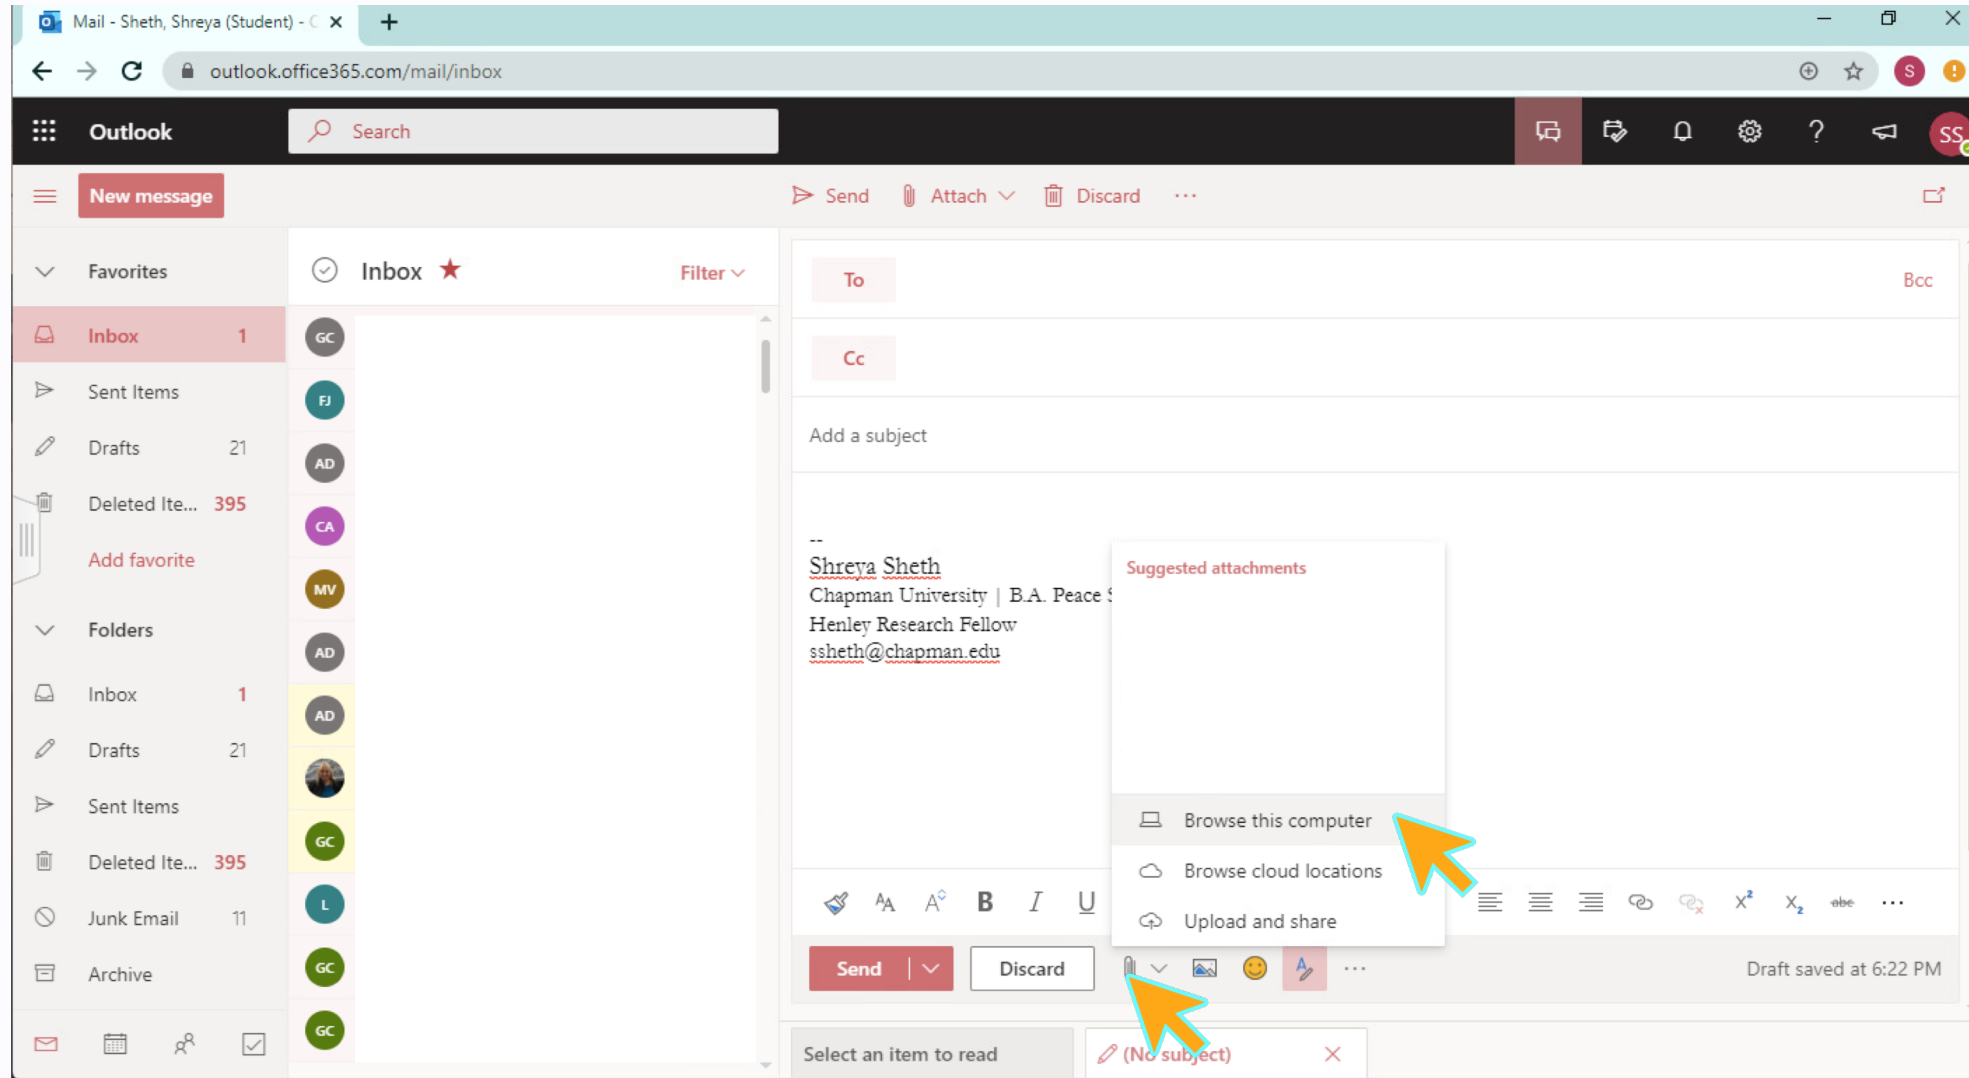 Mail - Sheth, Shreya (Student) - C
outlook.office365.com/mail/inbox
S
Outlook
Search
SS
New message
Send
Attach
Discard
Favorites
Inbox 1
Sent Items
Drafts 21
Deleted Ite... 395
Add favorite
Folders
Inbox 1
Drafts 21
Sent Items
Deleted Ite... 395
Junk Email 11
Archive
Inbox
Filter
GC
FJ
AD
CA
MV
AD
AD
GC
L
GC
GC
To
Bcc
Cc
Add a subject
--
Shreya Sheth
Chapman University | B.A. Peace
Henley Research Fellow
ssheth@chapman.edu
Suggested attachments
Browse this computer
Browse cloud locations
Upload and share
AA A B I U X² X₂ abc ...
Send
Discard
A
...
Draft saved at 6:22 PM
Select an item to read
(No subject)